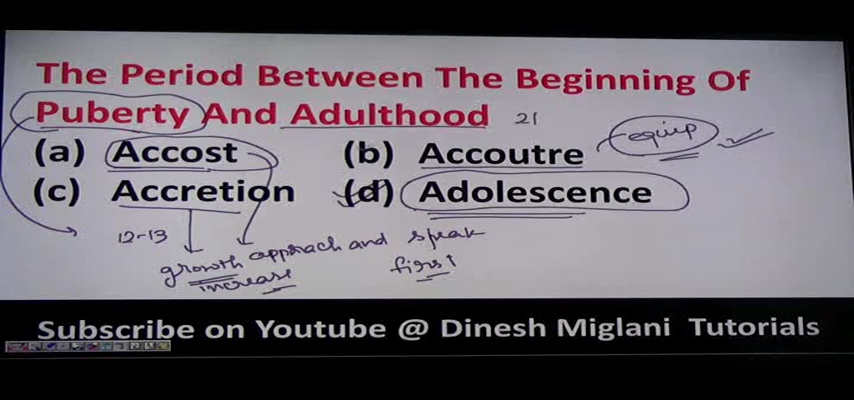 The Period Between The Beginning Of
Puberty And Adulthood 21
(a) Accost (b) Accoutre equip
(c) Accretion (d) Adolescence
12-13
growth approach and speak
increase first
Subscribe on Youtube @ Dinesh Miglani Tutorials